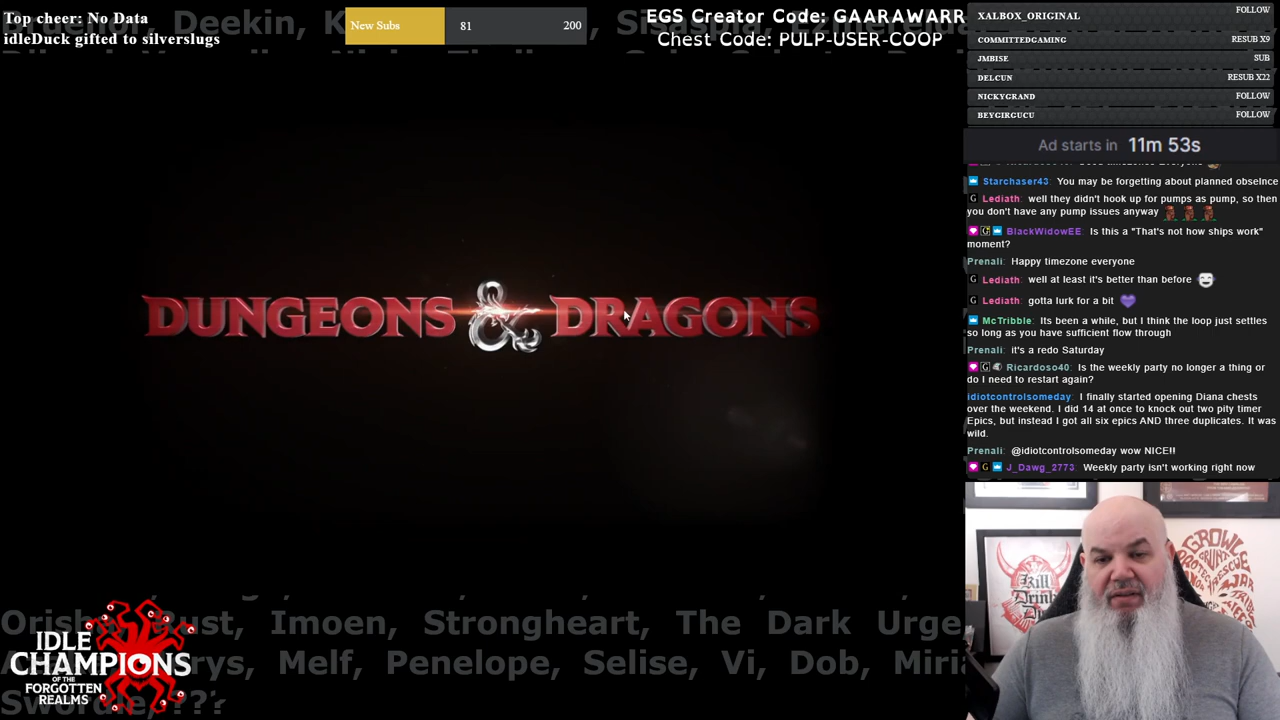 Top cheer: No Data
idleDuck gifted to silverslugs
New Subs 81 200
EGS Creator Code: GAARAWARR
Chest Code: PULP-USER-COOP
Deekin,
DUNGEONS & DRAGONS
Imoen, Strongheart, The Dark Urge,
Melf, Penelope, Selise, Vi, Dob,
???
IDLE
CHAMPIONS
OF THE
FORGOTTEN
REALMS
XALBOX_ORIGINAL FOLLOW
COMMITTEDGAMING RESUB X9
JMBISE SUB
DELCUN RESUB X22
NICKYGRAND FOLLOW
BEYGIRGUCU FOLLOW
Ad starts in 11m 53s
Starchaser43: You may be forgetting about planned obselnce
Lediath: well they didn't hook up for pumps as pump, so then
you don't have any pump issues anyway
BlackWidowEE: Is this a "That's not how ships work"
moment?
Prenali: Happy timezone everyone
Lediath: well at least it's better than before
Lediath: gotta lurk for a bit
McTribble: Its been a while, but I think the loop just settles
so long as you have sufficient flow through
Prenali: it's a redo Saturday
Ricardoso40: Is the weekly party no longer a thing or
do I need to restart again?
idiotcontrolsomeday: I finally started opening Diana chests
over the weekend. I did 14 at once to knock out two pity timer
Epics, but instead I got all six epics AND three duplicates. It was
wild.
Prenali: @idiotcontrolsomeday wow NICE!!
J_Dawg_2773: Weekly party isn't working right now
Kill
Drink
GROWLE
GRUNT
RESCUE